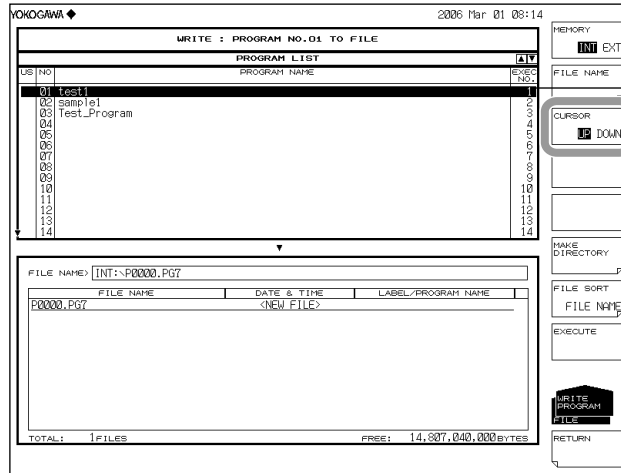 YOKOGAWA ◆ 2006 Mar 01 08:14
WRITE : PROGRAM NO.01 TO FILE
PROGRAM LIST
US NO PROGRAM NAME EXEC NO.
01 test1 1
02 sample1 2
03 Test_Program 3
04 4
05 5
06 6
07 7
08 8
09 9
10 10
11 11
12 12
13 13
14 14
FILE NAME> INT:\P0000.PG7
FILE NAME DATE & TIME LABEL/PROGRAM NAME
P0000.PG7 <NEW FILE>
TOTAL: 1FILES FREE: 14,807,040,000BYTES
MEMORY
INT EXT
FILE NAME
CURSOR
UP DOWN
MAKE
DIRECTORY
FILE SORT
FILE NAME
EXECUTE
WRITE
PROGRAM
FILE
RETURN